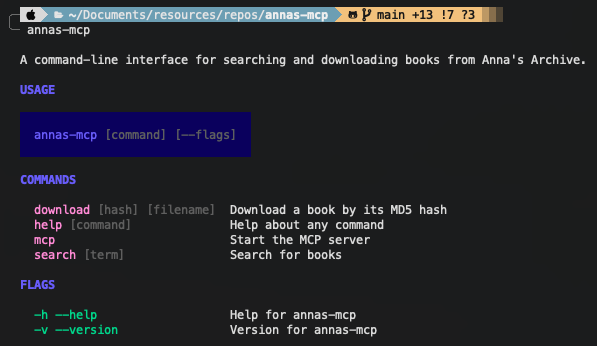 ~/Documents/resources/repos/annas-mcp main +13 !7 ?3
annas-mcp
A command-line interface for searching and downloading books from Anna's Archive.
USAGE
annas-mcp [command] [--flags]
COMMANDS
download [hash] [filename] Download a book by its MD5 hash
help [command] Help about any command
mcp Start the MCP server
search [term] Search for books
FLAGS
-h --help Help for annas-mcp
-v --version Version for annas-mcp